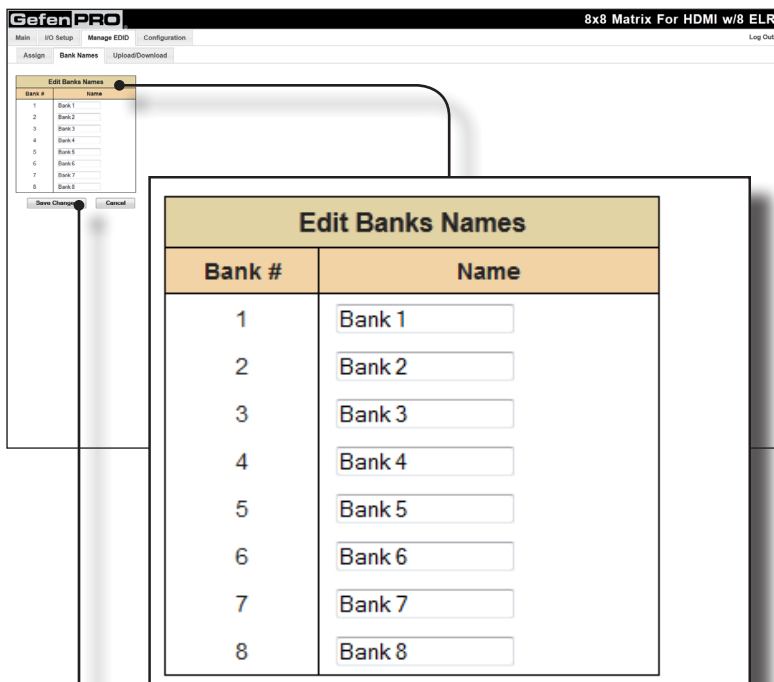 GefenPRO 8x8 Matrix For HDMI w/8 ELR
Main I/O Setup Manage EDID Configuration Log Out
Assign Bank Names Upload/Download
Edit Banks Names
Bank # Name
1 Bank 1
2 Bank 2
3 Bank 3
4 Bank 4
5 Bank 5
6 Bank 6
7 Bank 7
8 Bank 8
Save Changes Cancel
Edit Banks Names
Bank # Name
1 Bank 1
2 Bank 2
3 Bank 3
4 Bank 4
5 Bank 5
6 Bank 6
7 Bank 7
8 Bank 8